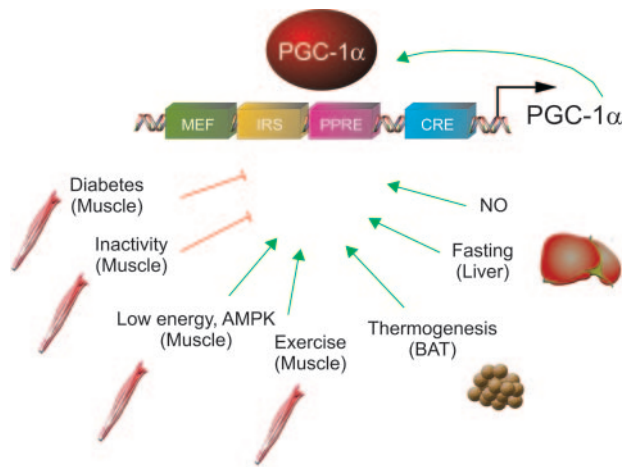 PGC-1α
MEF IRS PPRE CRE
PGC-1α
Diabetes
(Muscle)
Inactivity
(Muscle)
Low energy, AMPK
(Muscle)
Exercise
(Muscle)
Thermogenesis
(BAT)
Fasting
(Liver)
NO